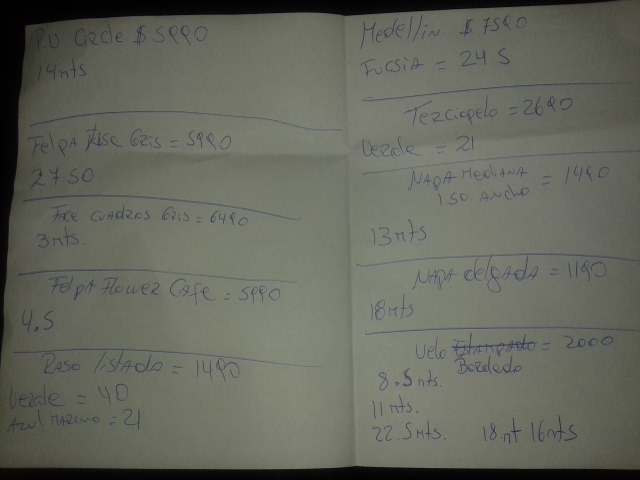 PU Circle $ 5990
14mts
Felpa Ase Gris = 5990
27 50
Face cuadros Gris = 6490
3mts.
Felpa Flower Cafe = 5990
4,5
Raso listado = 1490
Verde = 40
Azul marino = 21
Medellin $ 7590
Fucsia = 24 5
Terciopelo = 2690
Verde = 21
Napa mediana = 1490
1.50 ancho
13mts
Napa delgada = 1190
18mts
Velo Estampado = 2000
Bordado
8.5mts.
11mts.
22.5mts. 18mt 16mts